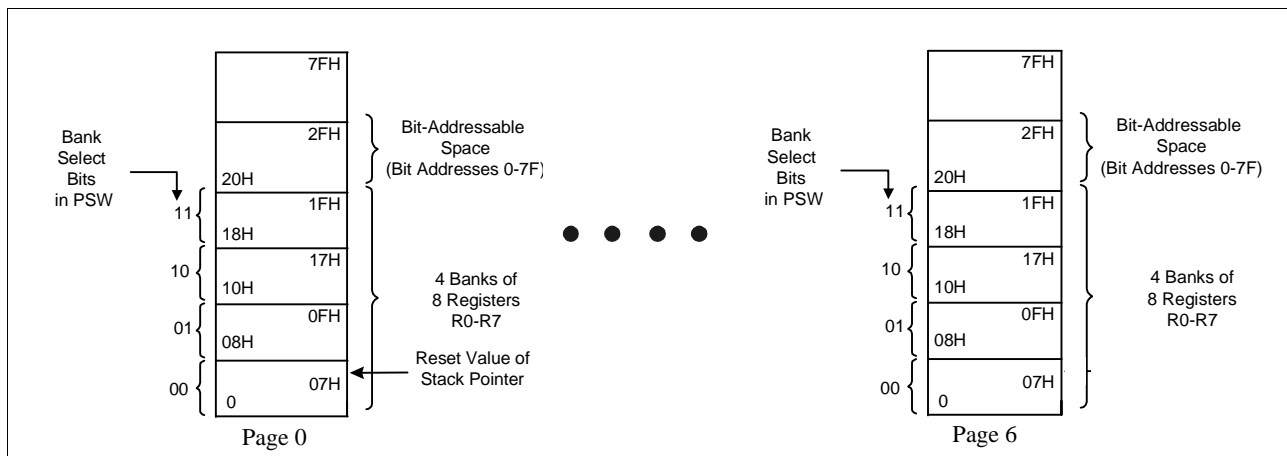 7FH
2FH
20H
1FH
18H
17H
10H
0FH
08H
07H
0
Bank
Select
Bits
in PSW
11
10
01
00
Bit-Addressable
Space
(Bit Addresses 0-7F)
4 Banks of
8 Registers
R0-R7
Reset Value of
Stack Pointer
Page 0
7FH
2FH
20H
1FH
18H
17H
10H
0FH
08H
07H
0
Bank
Select
Bits
in PSW
11
10
01
00
Bit-Addressable
Space
(Bit Addresses 0-7F)
4 Banks of
8 Registers
R0-R7
Page 6